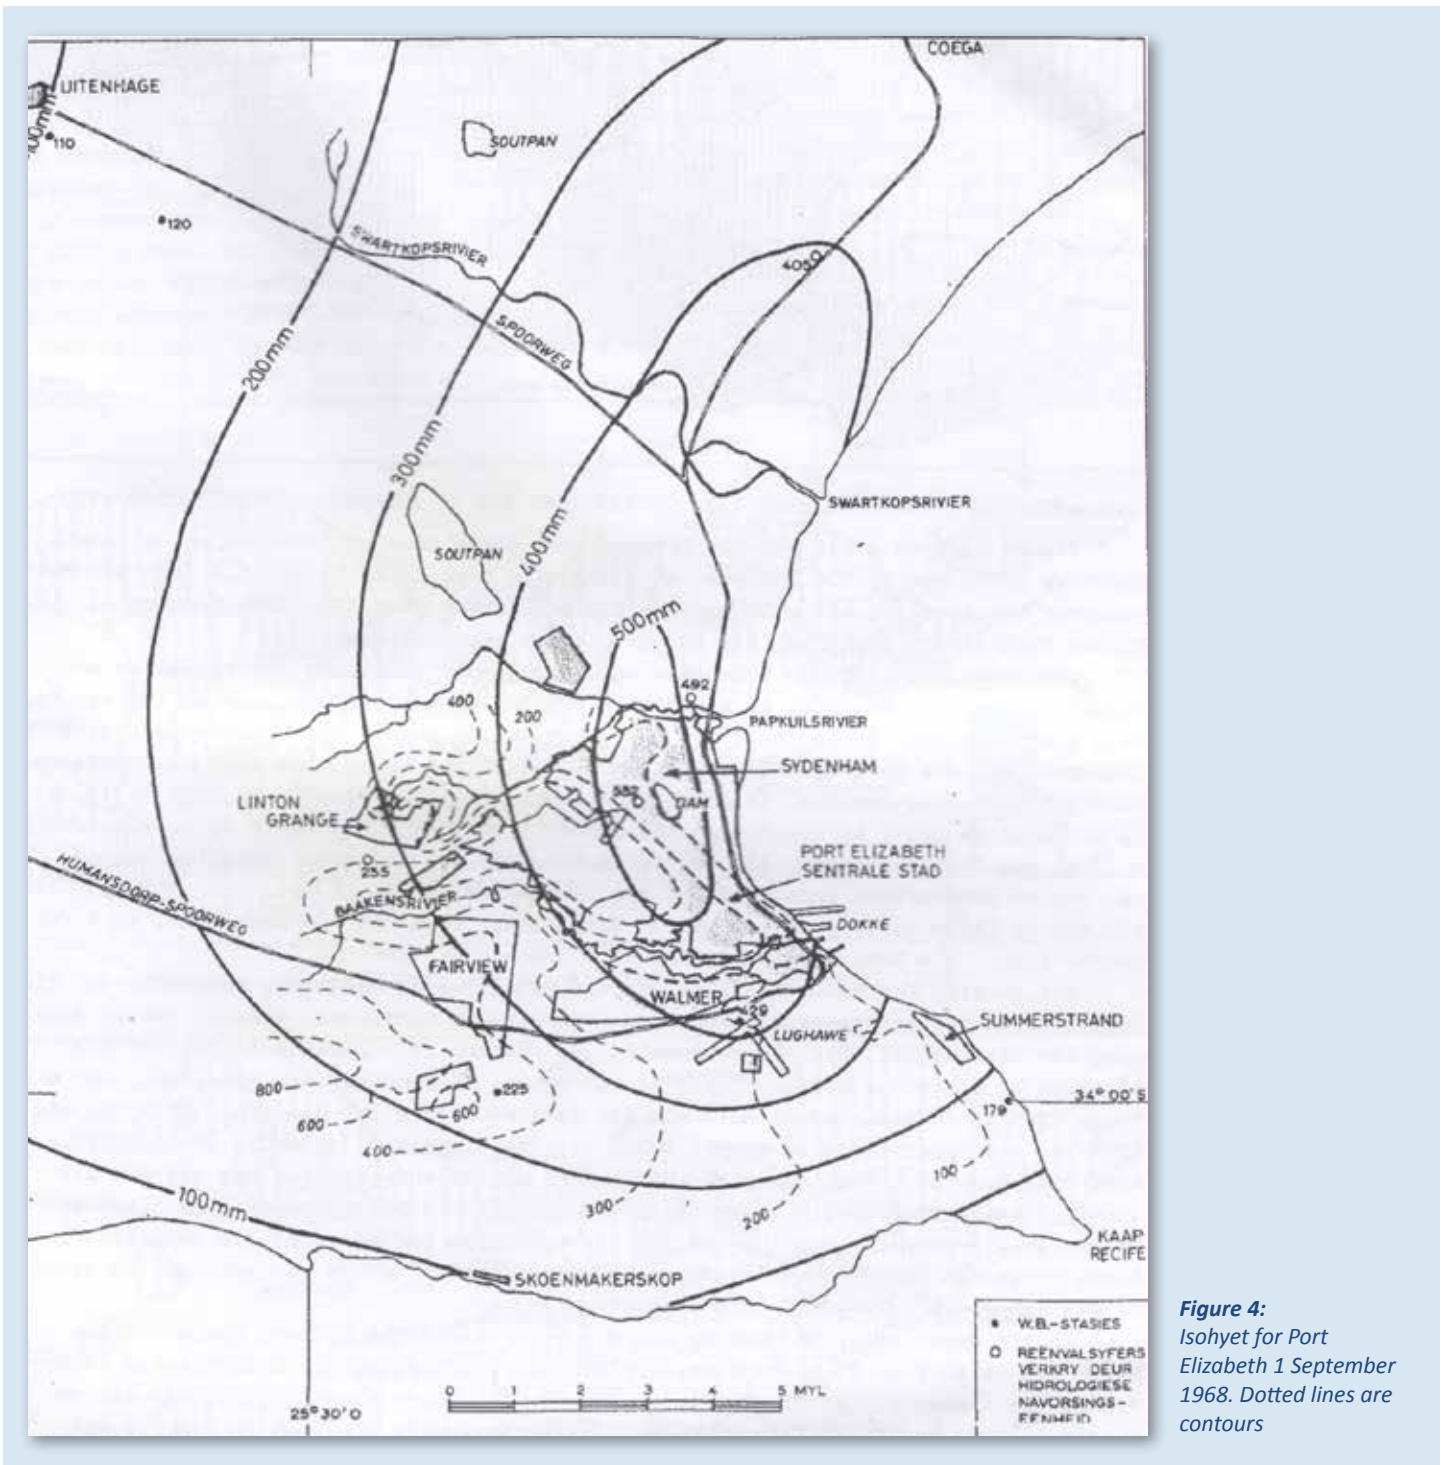 COEGA
UITENHAGE
100mm
110
SOUTPAN
120
SWARTKOPSRIVIER
405
SPOORWEG
200mm
300mm
400mm
SWARTKOPSRIVIER
SOUTPAN
500mm
492
400
200
PAPKUILSRIVIER
SYDENHAM
552
DAM
LINTON
GRANGE
PORT ELIZABETH
SENTRALE STAD
255
HUMANSDORP-SPOORWEG
BAAKENSRIVIER
DOKKE
FAIRVIEW
WALMER
429
LUGHAWE
SUMMERSTRAND
800
225
600
600
179
34° 00'S
400
100
300
200
100mm
KAAP
RECIFE
SKOENMAKERSKOP
W.B.-STASIES
REENVALSYFERS
VERKRY DEUR
HIDROLOGIESE
NAVORSINGS-
EENHEID
0 1 2 3 4 5 MYL
25° 30' O
Figure 4:
Isohyet for Port
Elizabeth 1 September
1968. Dotted lines are
contours